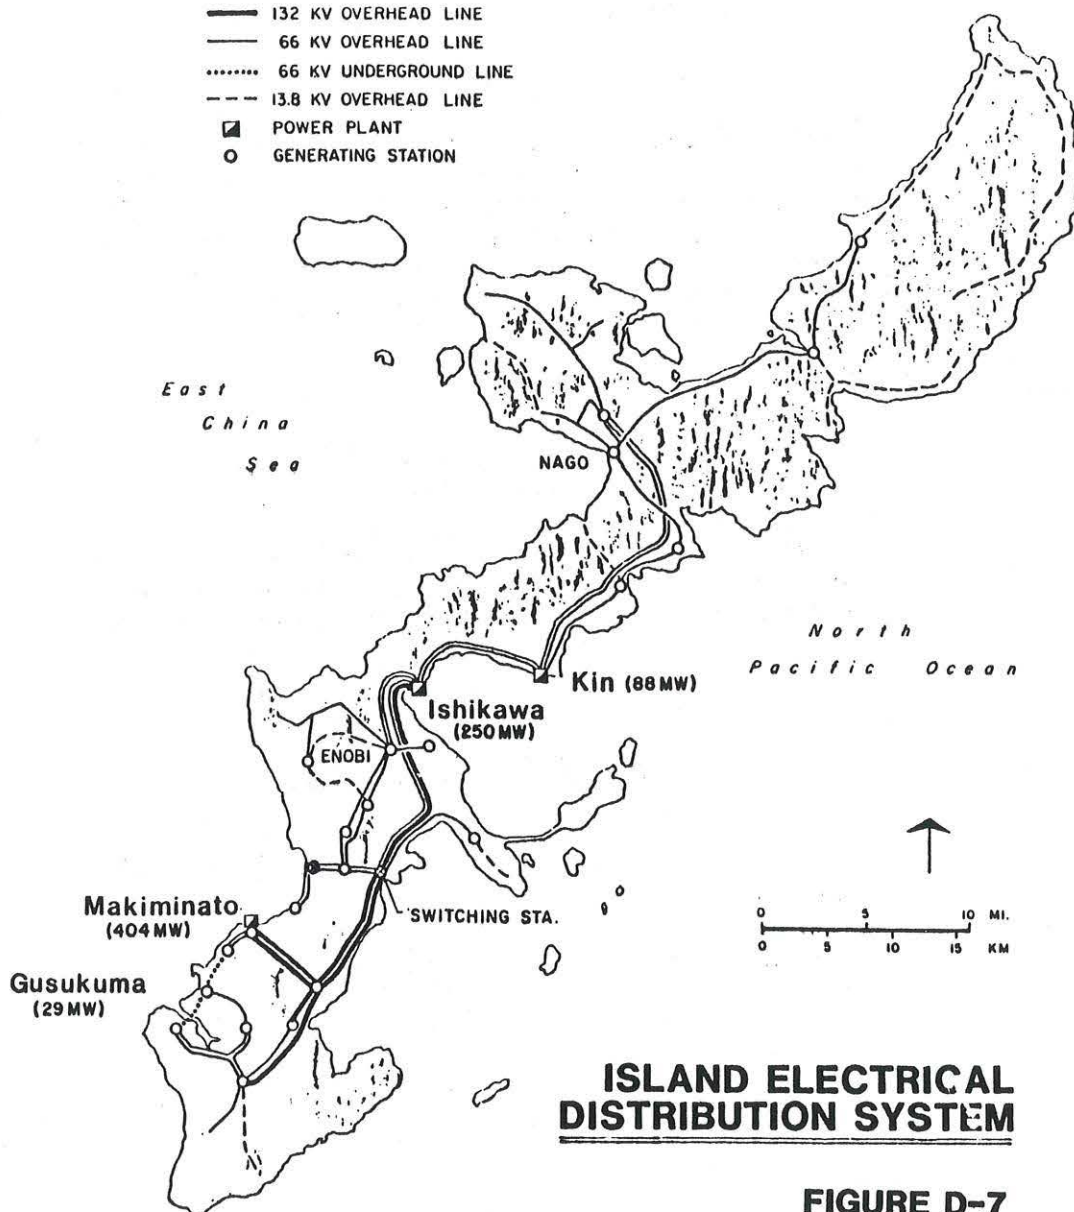 132 KV OVERHEAD LINE
66 KV OVERHEAD LINE
66 KV UNDERGROUND LINE
13.8 KV OVERHEAD LINE
POWER PLANT
GENERATING STATION
East
China
Sea
NAGO
North
Pacific Ocean
Kin (88MW)
Ishikawa
(250MW)
ENOBI
Makiminato
(404MW)
SWITCHING STA.
0 5 10 MI.
0 5 10 15 KM
Gusukuma
(29MW)
ISLAND ELECTRICAL
DISTRIBUTION SYSTEM
FIGURE D-7